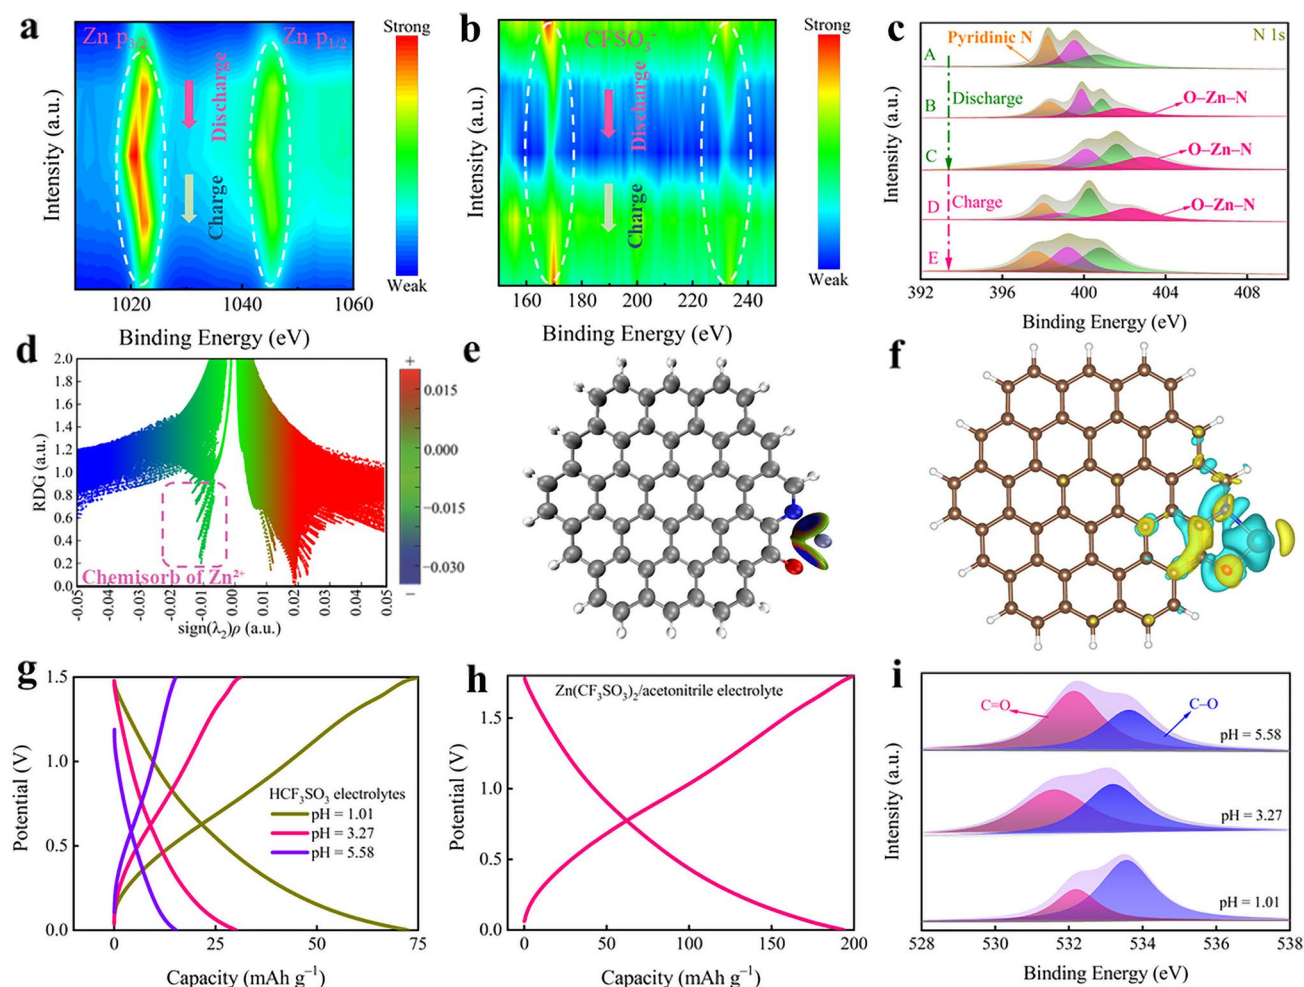 a
Zn p3/2
Zn p1/2
Discharge
Charge
Intensity (a.u.)
1020
1040
1060
Binding Energy (eV)
Strong
Weak
b
CFSO3−
Discharge
Charge
Intensity (a.u.)
160
180
200
220
240
Binding Energy (eV)
Strong
Weak
c
Pyridinic N
N 1s
A
B
Discharge
O–Zn–N
C
O–Zn–N
D
Charge
O–Zn–N
E
Intensity (a.u.)
392
396
400
404
408
Binding Energy (eV)
d
RDG (a.u.)
2.0
1.8
1.6
1.4
1.2
1.0
0.8
0.6
0.4
0.2
0.0
Chemisorb of Zn²⁺
-0.05
-0.04
-0.03
-0.02
-0.01
0.00
0.01
0.02
0.03
0.04
0.05
sign(λ2)ρ (a.u.)
+
0.015
0.000
−0.015
−0.030
−
e
f
g
Potential (V)
1.5
1.0
0.5
0.0
HCF3SO3 electrolytes
pH = 1.01
pH = 3.27
pH = 5.58
0
25
50
75
Capacity (mAh g⁻¹)
h
Zn(CF3SO3)2/acetonitrile electrolyte
Potential (V)
1.5
1.0
0.5
0.0
0
50
100
150
200
Capacity (mAh g⁻¹)
i
C=O
C–O
pH = 5.58
pH = 3.27
pH = 1.01
Intensity (a.u.)
528
530
532
534
536
538
Binding Energy (eV)